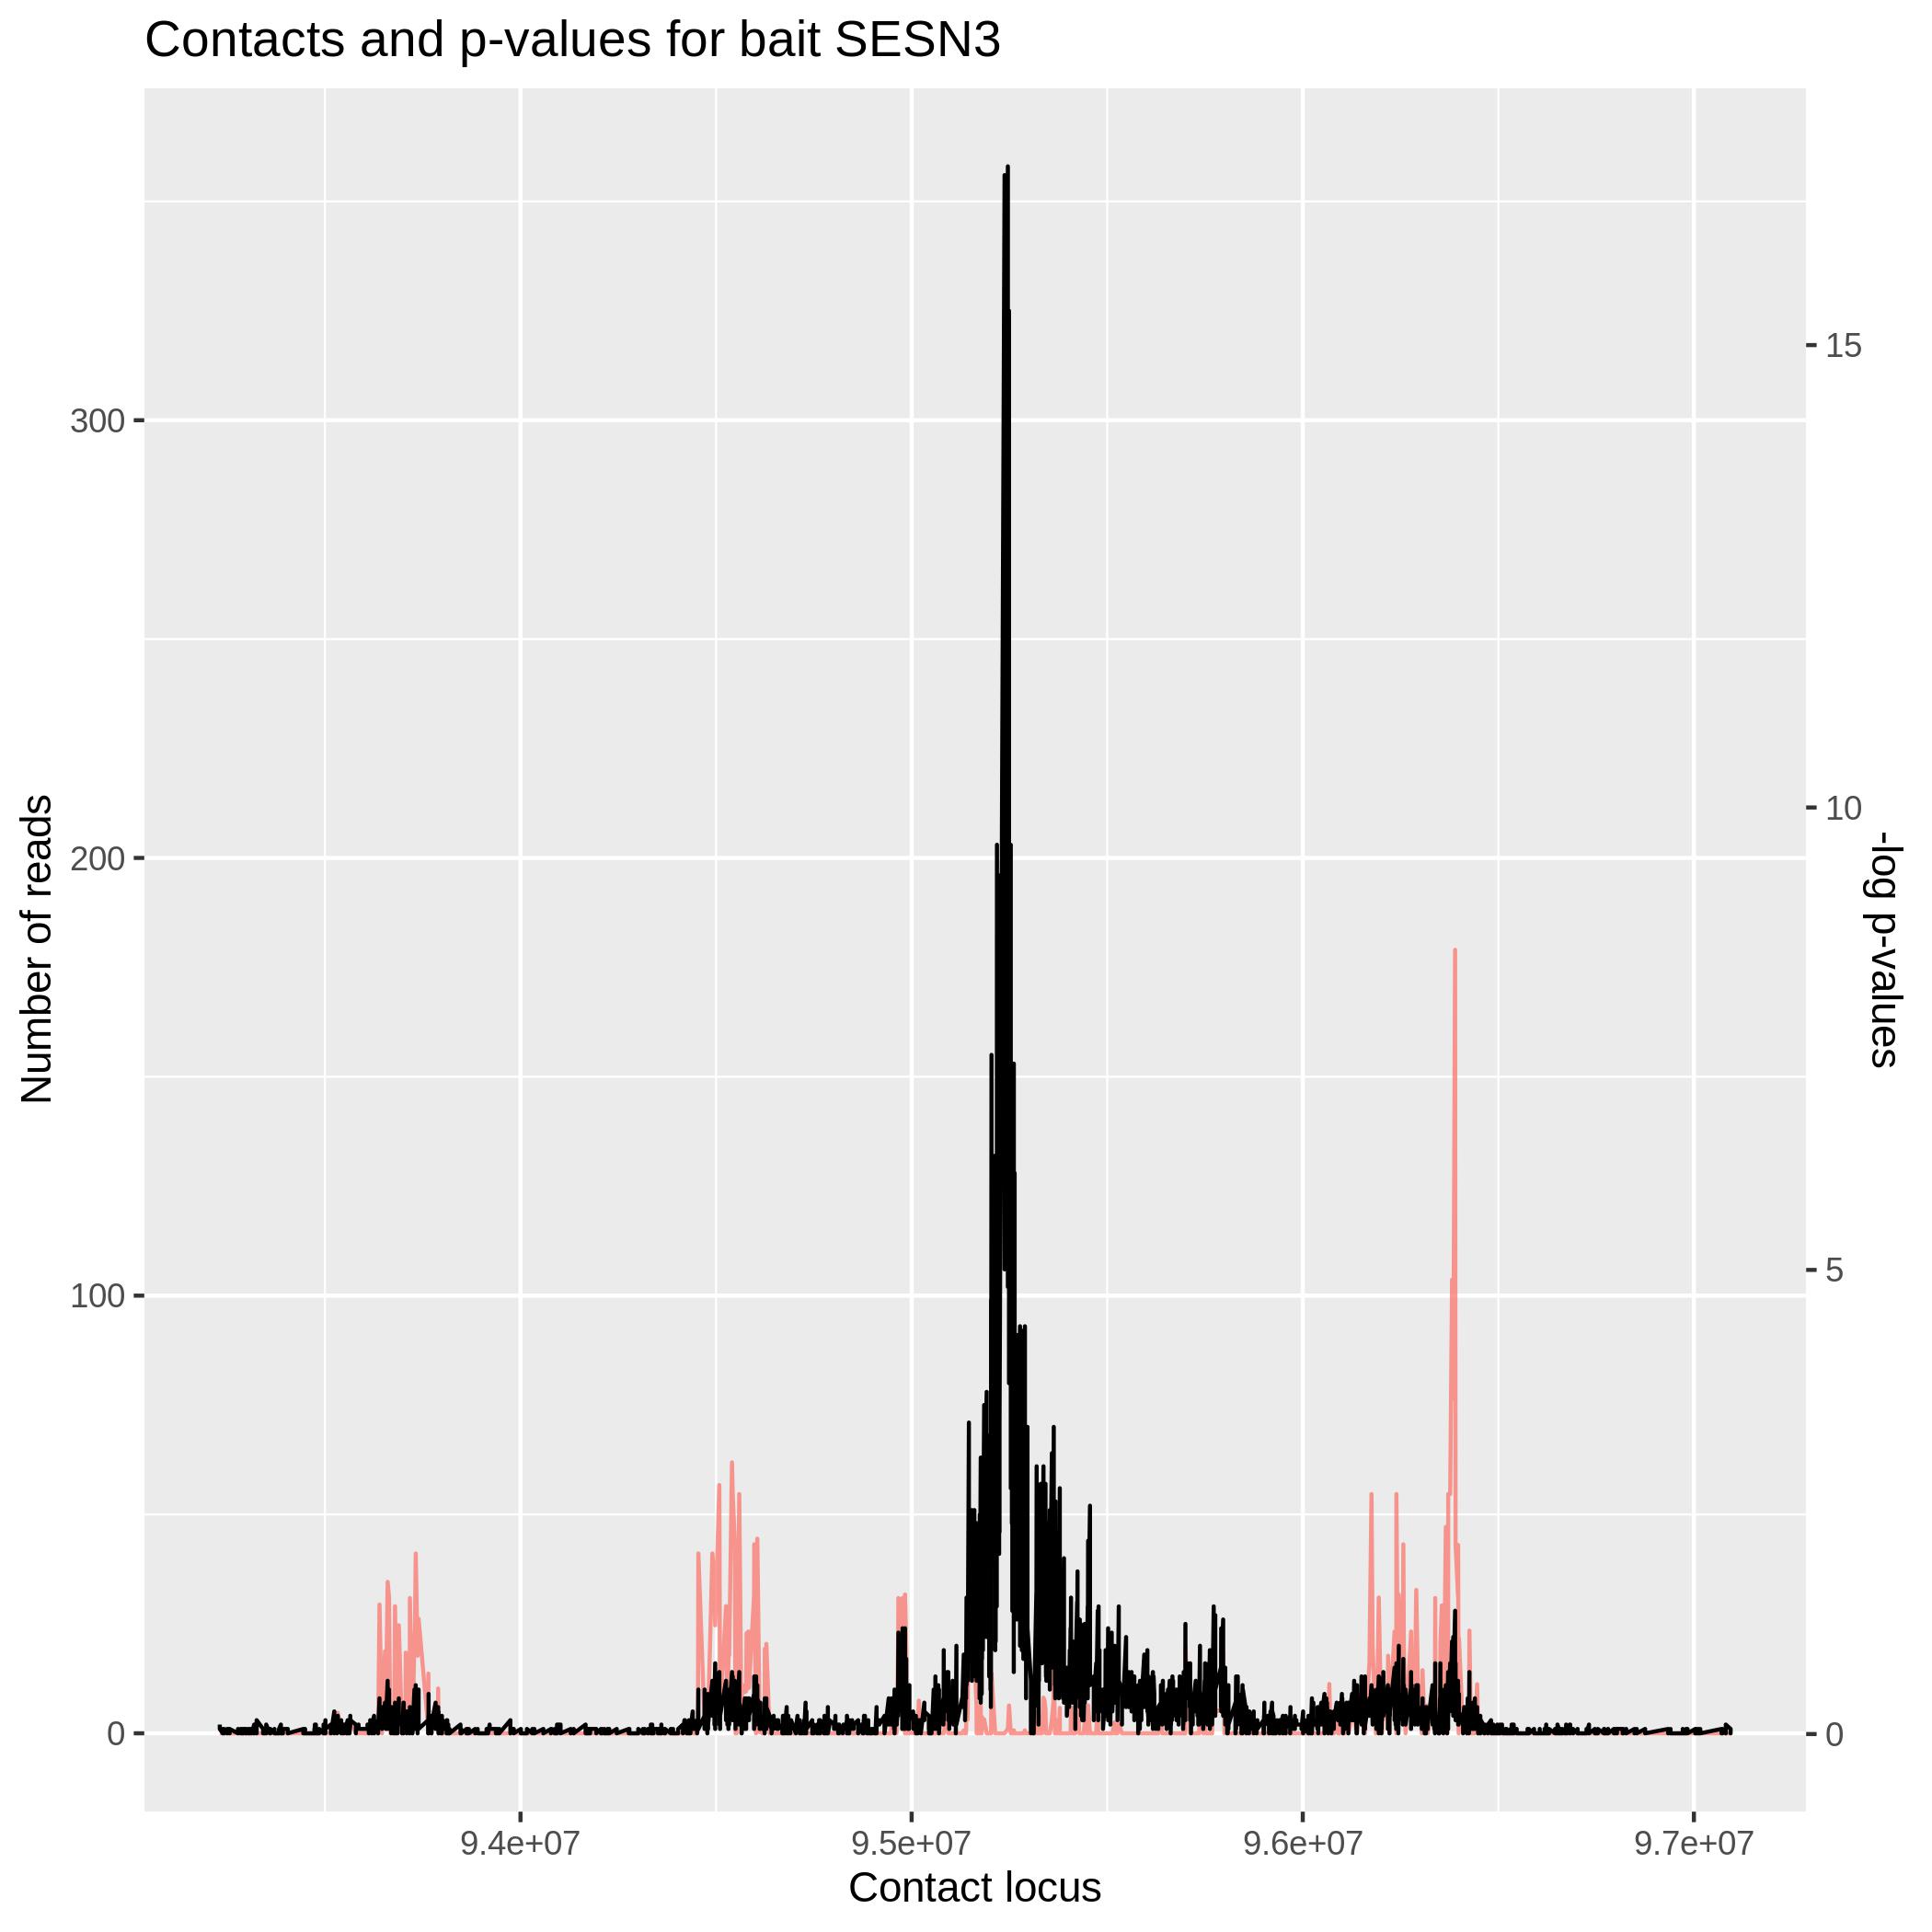 Contacts and p-values for bait SESN3
Number of reads
300
200
100
0
15
10
5
0
-log p-values
9.4e+07
9.5e+07
9.6e+07
9.7e+07
Contact locus